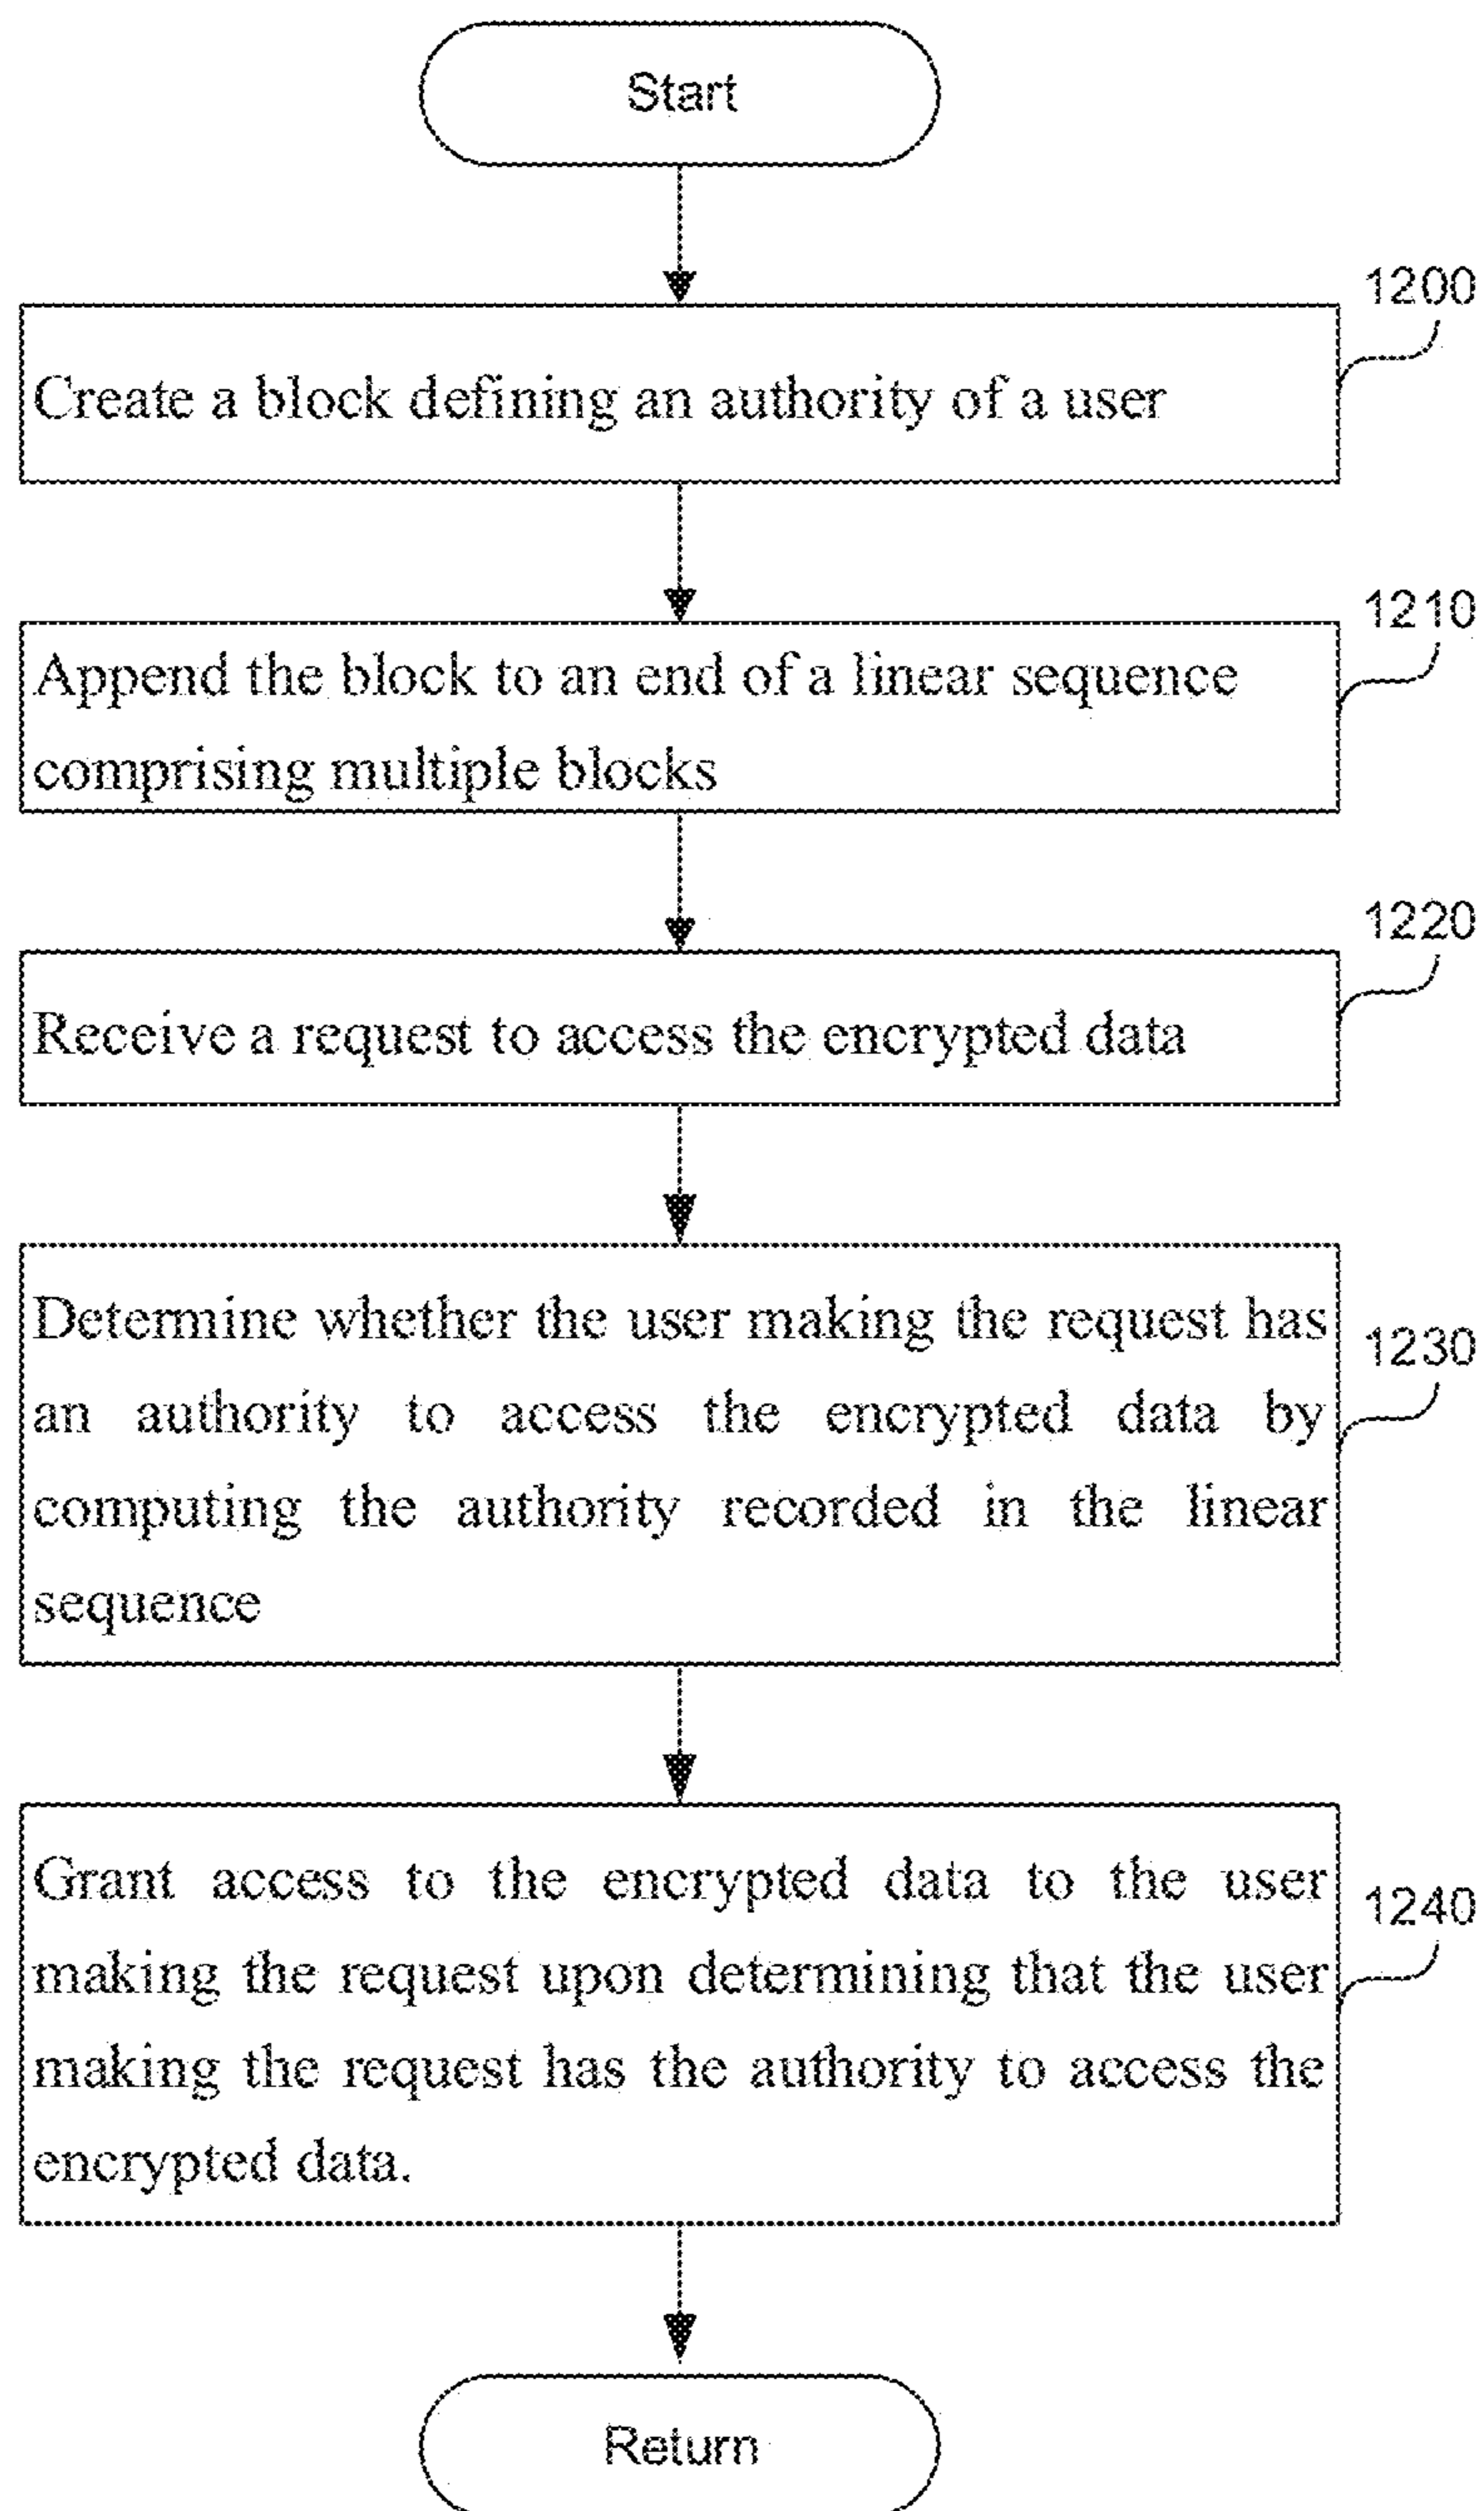 Start
1200
Create a block defining an authority of a user
1210
Append the block to an end of a linear sequence
comprising multiple blocks
1220
Receive a request to access the encrypted data
Determine whether the user making the request has
1230
an authority to access the encrypted data by
computing the authority recorded in the linear
sequence
Grant access to the encrypted data to the user
1240
making the request upon determining that the user
making the request has the authority to access the
encrypted data.
Return